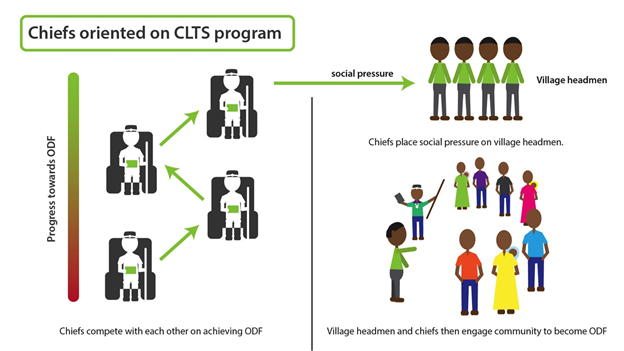 Chiefs oriented on CLTS program
Progress towards ODF
Chiefs compete with each other on achieving ODF
social pressure
Village headmen
Chiefs place social pressure on village headmen.
Village headmen and chiefs then engage community to become ODF